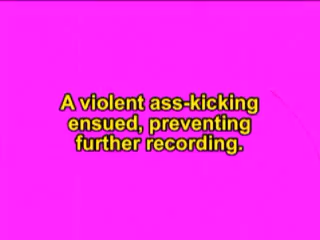 A violent ass-kicking
ensued, preventing
further recording.